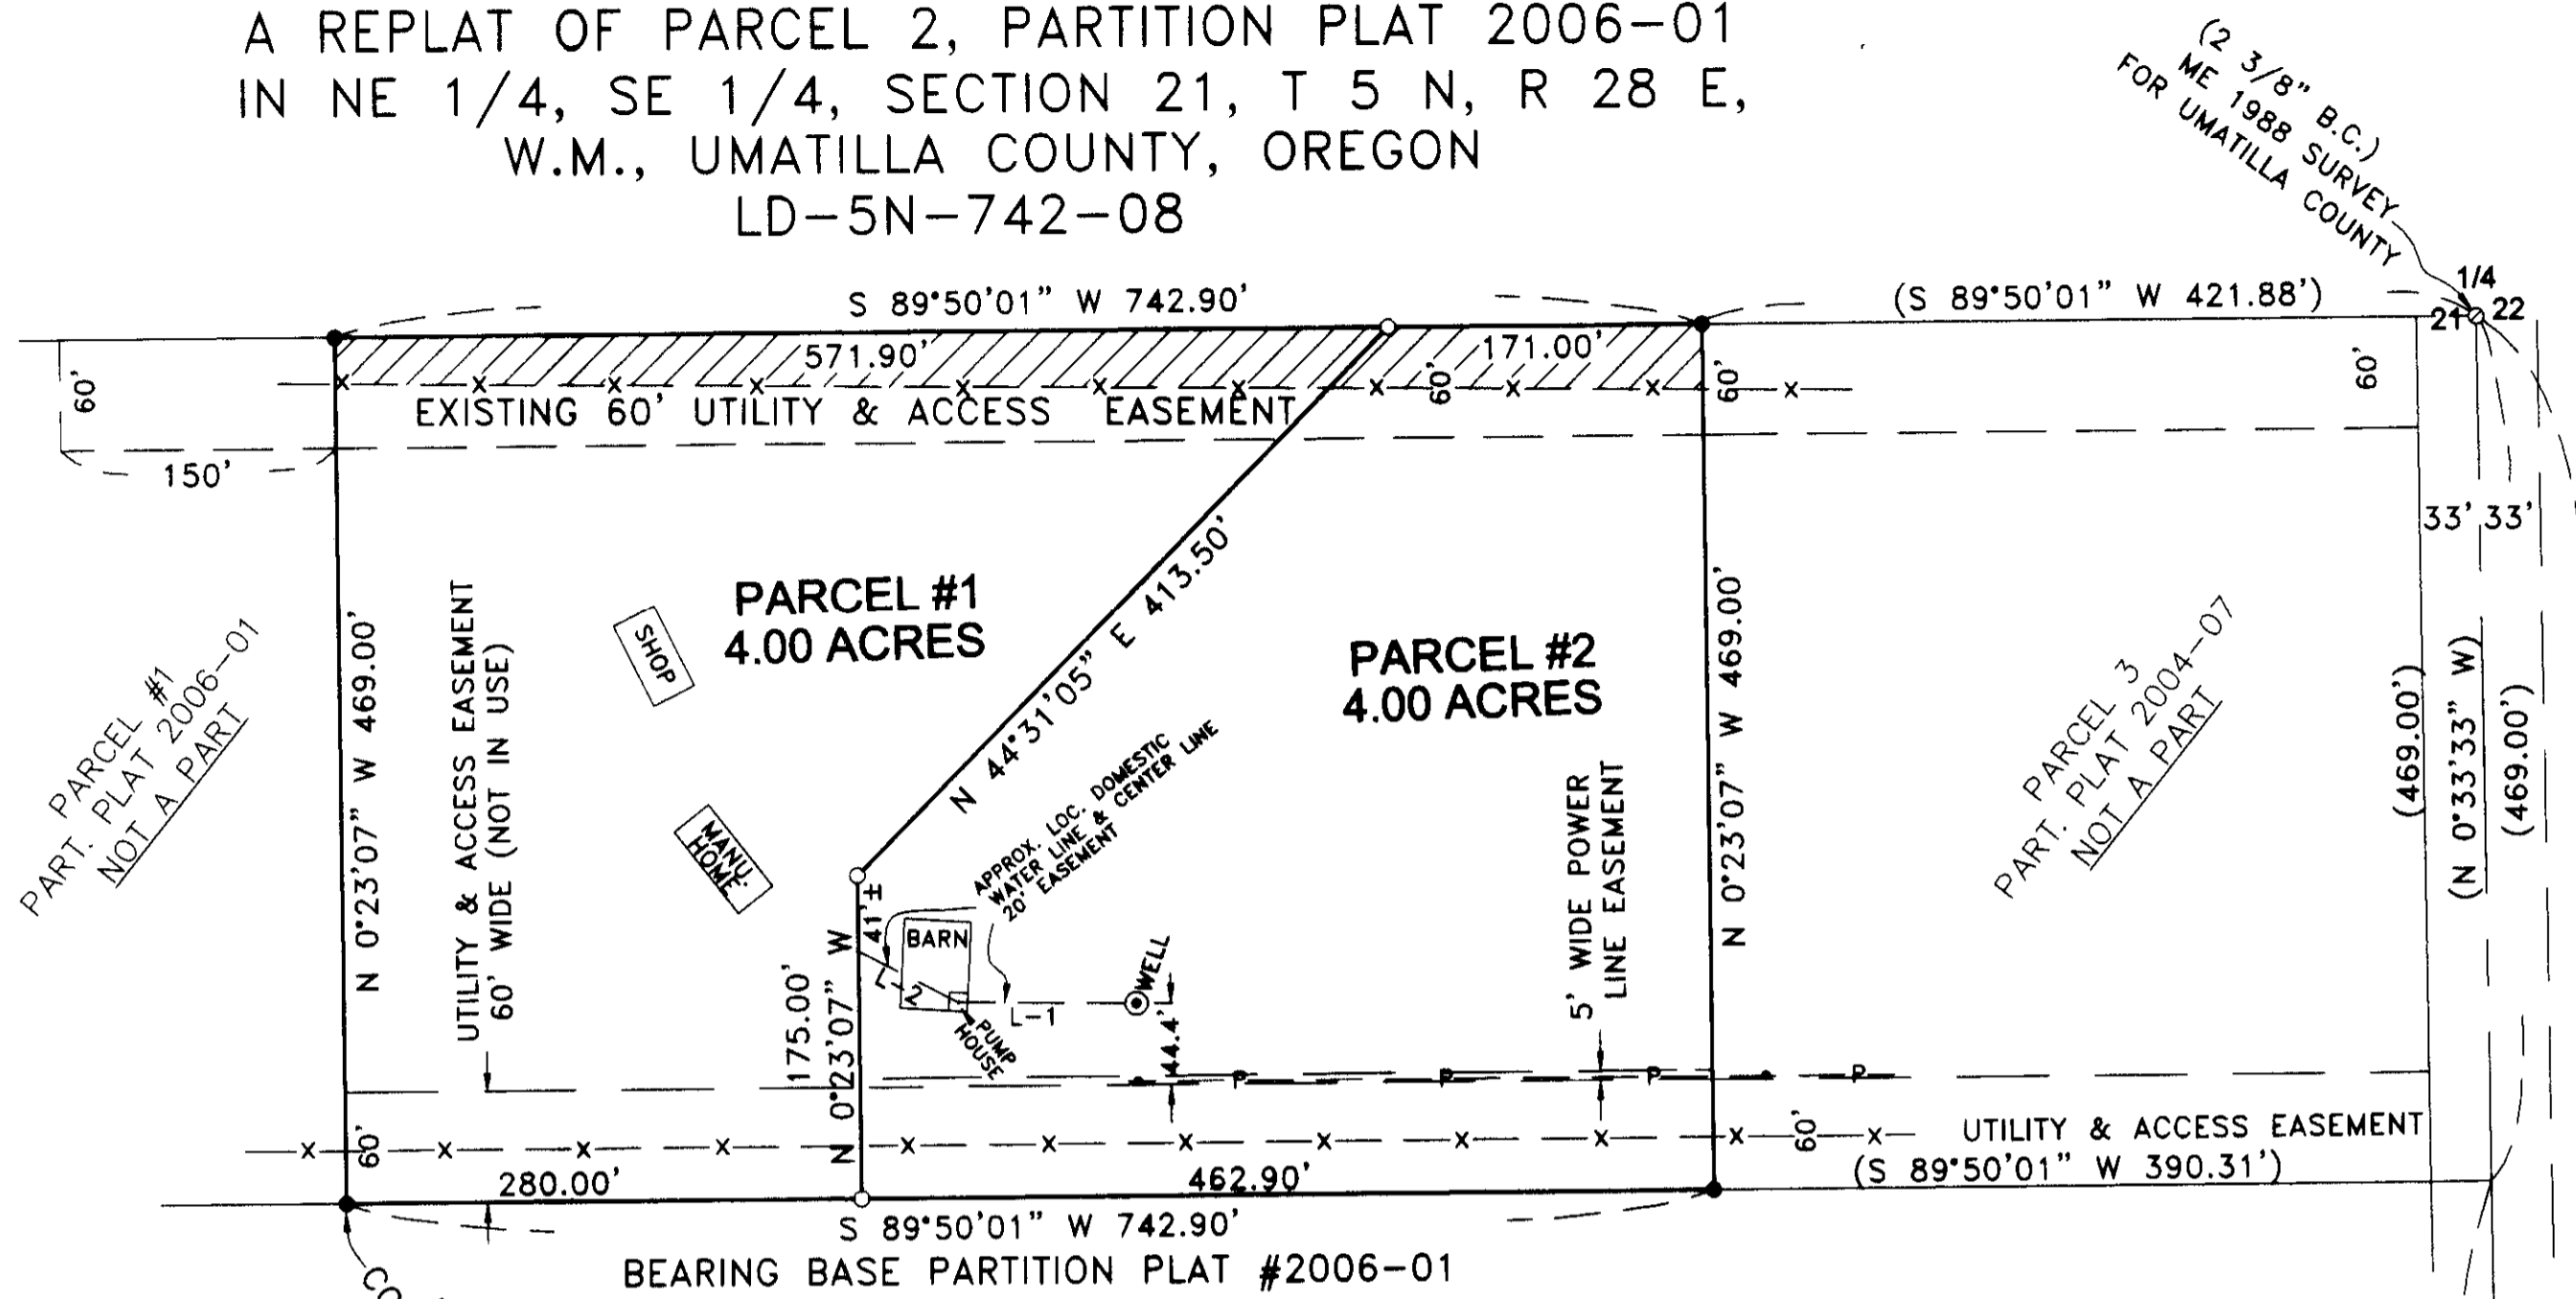 A REPLAT OF PARCEL 2, PARTITION PLAT 2006-01
IN NE 1/4, SE 1/4, SECTION 21, T 5 N, R 28 E,
W.M., UMATILLA COUNTY, OREGON
LD-5N-742-08
(2 3/8" B.C.)
ME 1988 SURVEY
FOR UMATILLA COUNTY
1/4
21 22
S 89°50'01" W 742.90'
(S 89°50'01" W 421.88')
571.90'
171.00'
60'
60'
60'
60'
EXISTING 60' UTILITY & ACCESS EASEMENT
150'
33' 33'
PARCEL #1
PART. PLAT 2006-01
NOT A PART
N 0°23'07" W 469.00'
UTILITY & ACCESS EASEMENT
60' WIDE (NOT IN USE)
SHOP
PARCEL #1
4.00 ACRES
MANU.
HOME
N 44°31'05" E 413.50'
PARCEL #2
4.00 ACRES
N 0°23'07" W 469.00'
PARCEL 3
PART. PLAT 2004-07
NOT A PART
(469.00')
(N 0°33'33" W)
(469.00')
APPROX. LOC. DOMESTIC
WATER LINE & CENTER LINE
20' EASEMENT
41'±
BARN
L-2
L-1
WELL
PUMP
HOUSE
44.4'
175.00'
N 0°23'07" W
5' WIDE POWER
LINE EASEMENT
P P P P
X X X X X X X X X X X
X X X X X X X X X X X X
60'
60'
UTILITY & ACCESS EASEMENT
280.00'
462.90'
(S 89°50'01" W 390.31')
S 89°50'01" W 742.90'
BEARING BASE PARTITION PLAT #2006-01